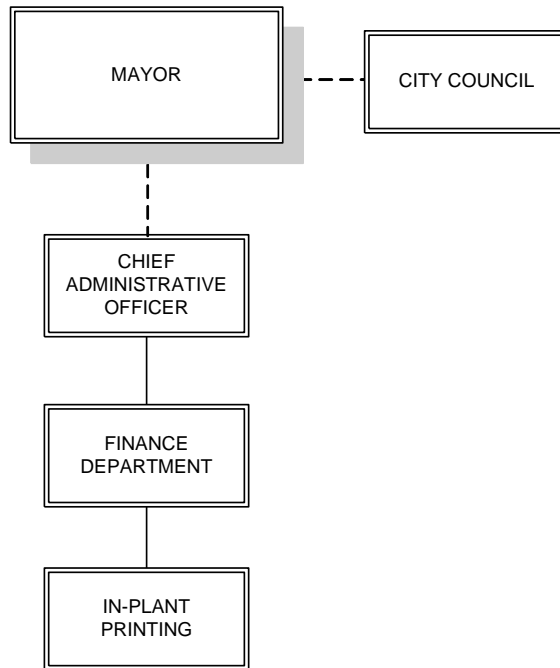 MAYOR
CITY COUNCIL
CHIEF
ADMINISTRATIVE
OFFICER
FINANCE
DEPARTMENT
IN-PLANT
PRINTING